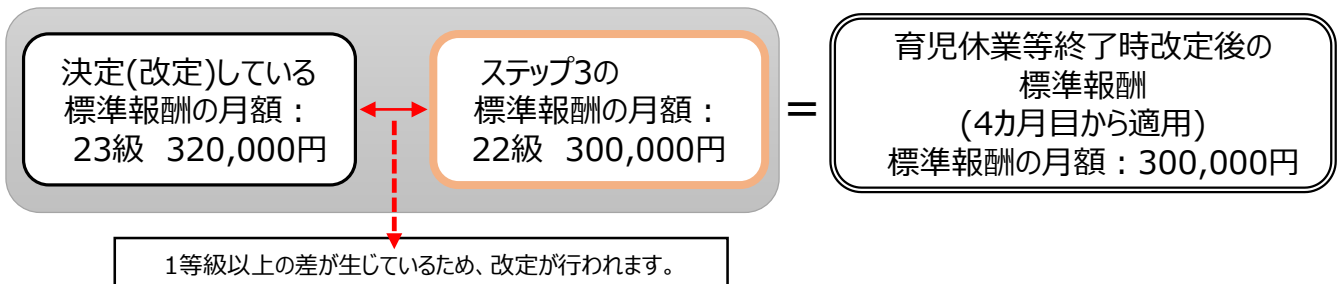 決定(改定)している
標準報酬の月額：
23級 320,000円
ステップ3の
標準報酬の月額：
22級 300,000円
＝
育児休業等終了時改定後の
標準報酬
(4カ月目から適用)
標準報酬の月額：300,000円
1等級以上の差が生じているため、改定が行われます。